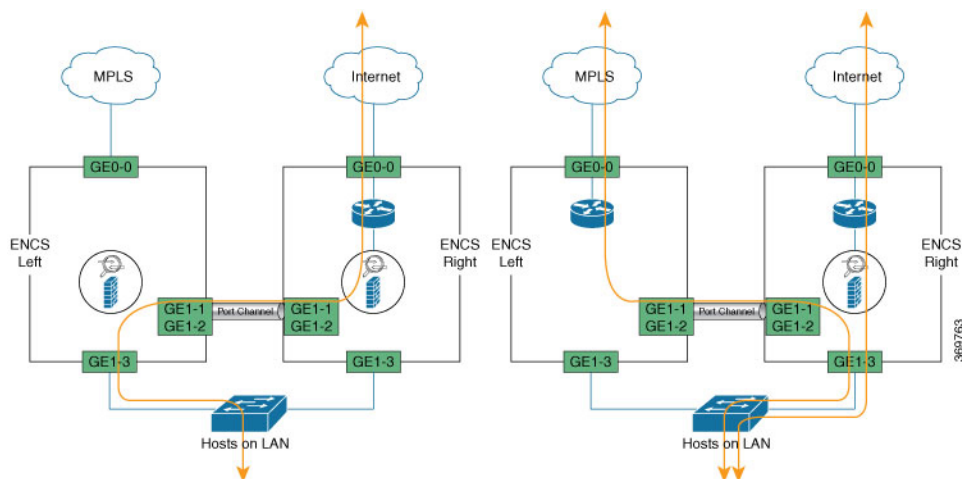 MPLS
Internet
GE0-0
GE0-0
ENCS
Left
ENCS
Right
GE1-1
GE1-2
Port Channel
GE1-1
GE1-2
GE1-3
GE1-3
Hosts on LAN
MPLS
Internet
GE0-0
GE0-0
ENCS
Left
ENCS
Right
GE1-1
GE1-2
Port Channel
GE1-1
GE1-2
GE1-3
GE1-3
Hosts on LAN
369763